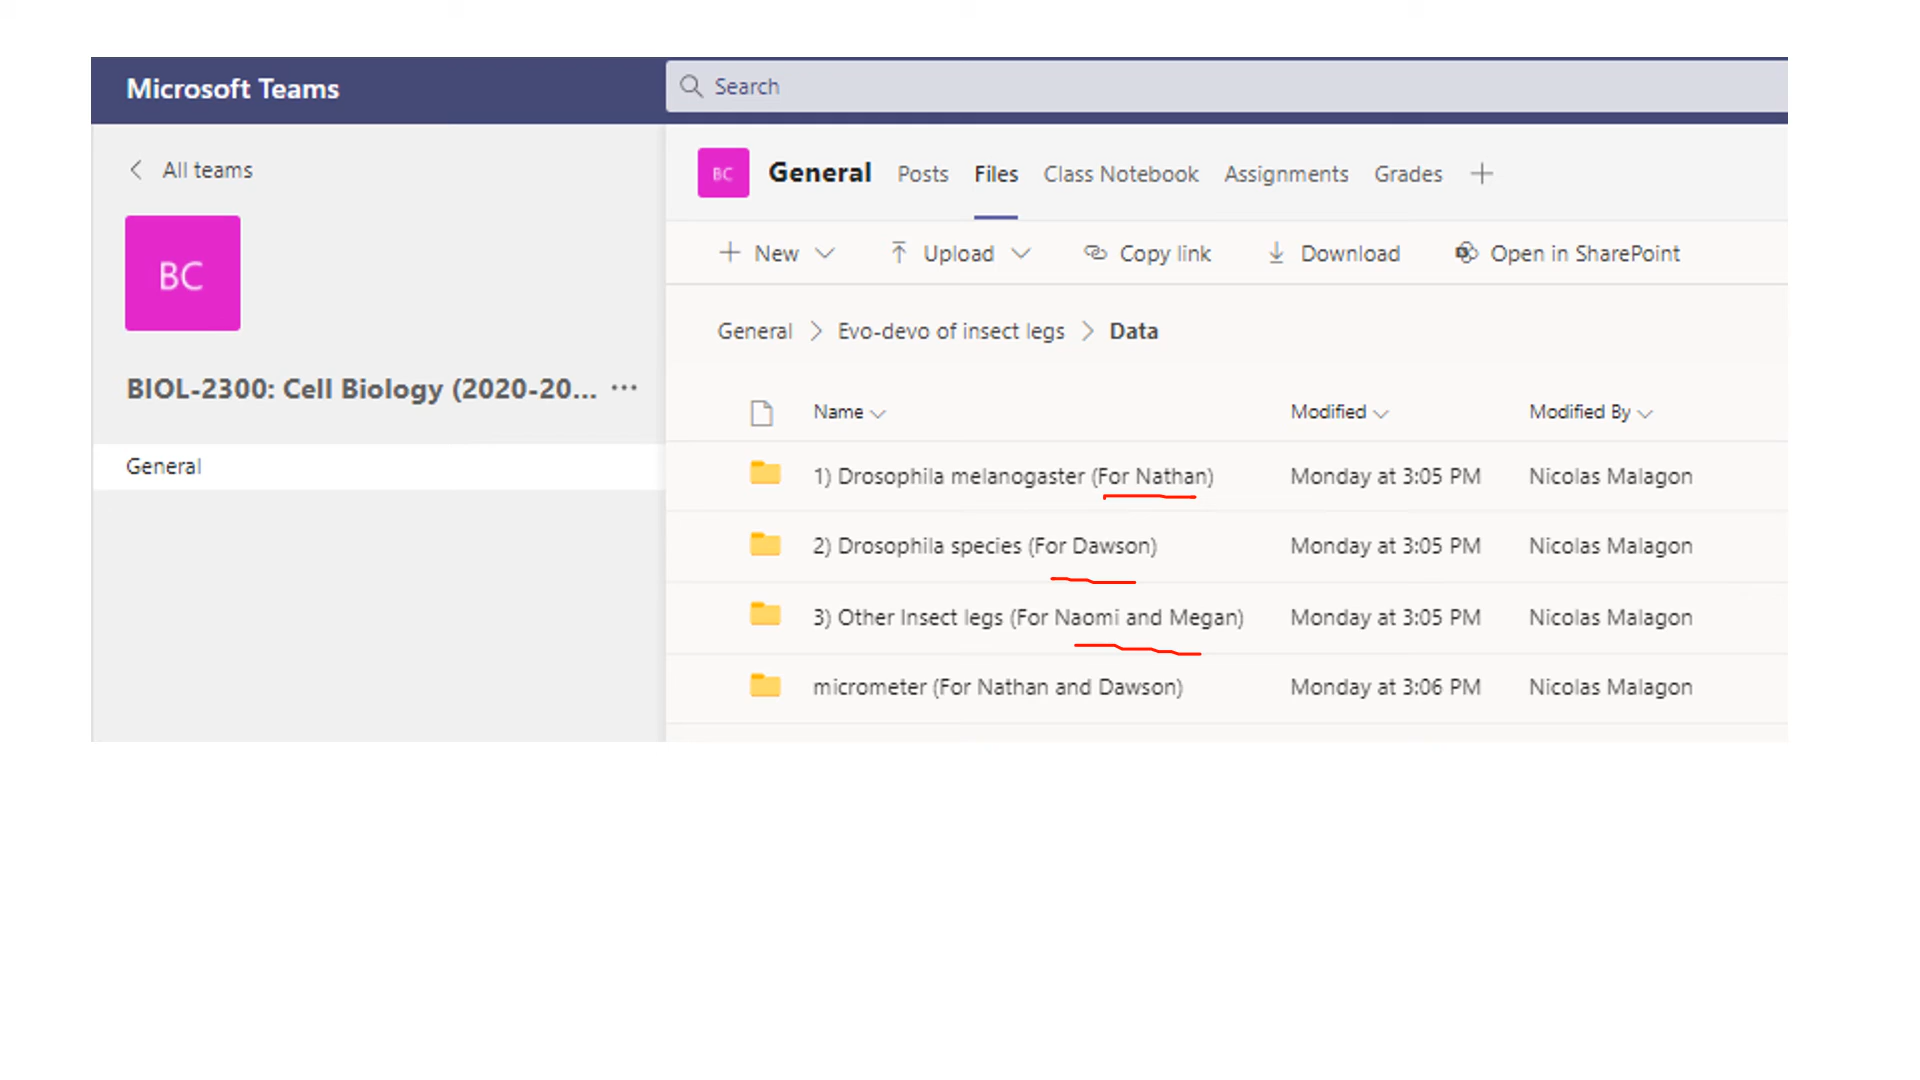 Microsoft Teams
Search
All teams
BC
General Posts Files Class Notebook Assignments Grades
BC
New Upload Copy link Download Open in SharePoint
General > Evo-devo of insect legs > Data
BIOL-2300: Cell Biology (2020-20... ...
General
Name Modified Modified By
1) Drosophila melanogaster (For Nathan) Monday at 3:05 PM Nicolas Malagon
2) Drosophila species (For Dawson) Monday at 3:05 PM Nicolas Malagon
3) Other Insect legs (For Naomi and Megan) Monday at 3:05 PM Nicolas Malagon
micrometer (For Nathan and Dawson) Monday at 3:06 PM Nicolas Malagon